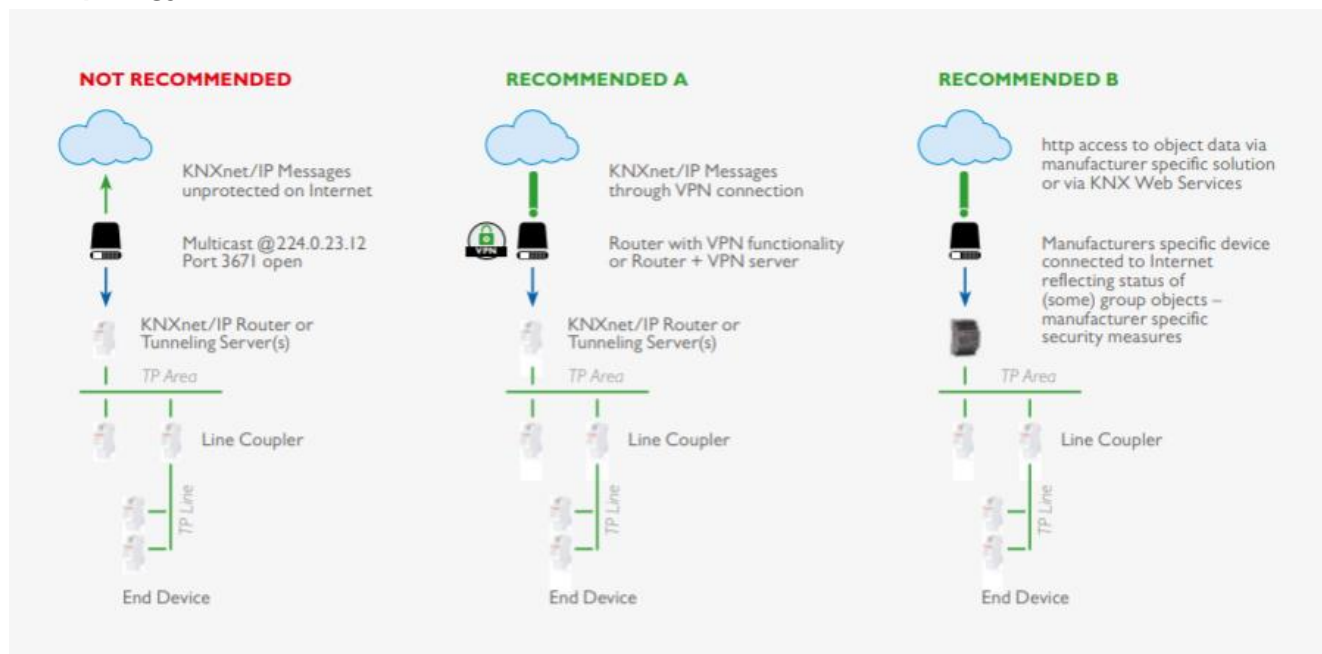 NOT RECOMMENDED
KNXnet/IP Messages
unprotected on Internet
Multicast @224.0.23.12
Port 3671 open
KNXnet/IP Router or
Tunneling Server(s)
TP Area
Line Coupler
TP Line
End Device
RECOMMENDED A
KNXnet/IP Messages
through VPN connection
VPN
Router with VPN functionality
or Router + VPN server
KNXnet/IP Router or
Tunneling Server(s)
TP Area
Line Coupler
TP Line
End Device
RECOMMENDED B
http access to object data via
manufacturer specific solution
or via KNX Web Services
Manufacturers specific device
connected to Internet
reflecting status of
(some) group objects –
manufacturer specific
security measures
TP Area
Line Coupler
TP Line
End Device